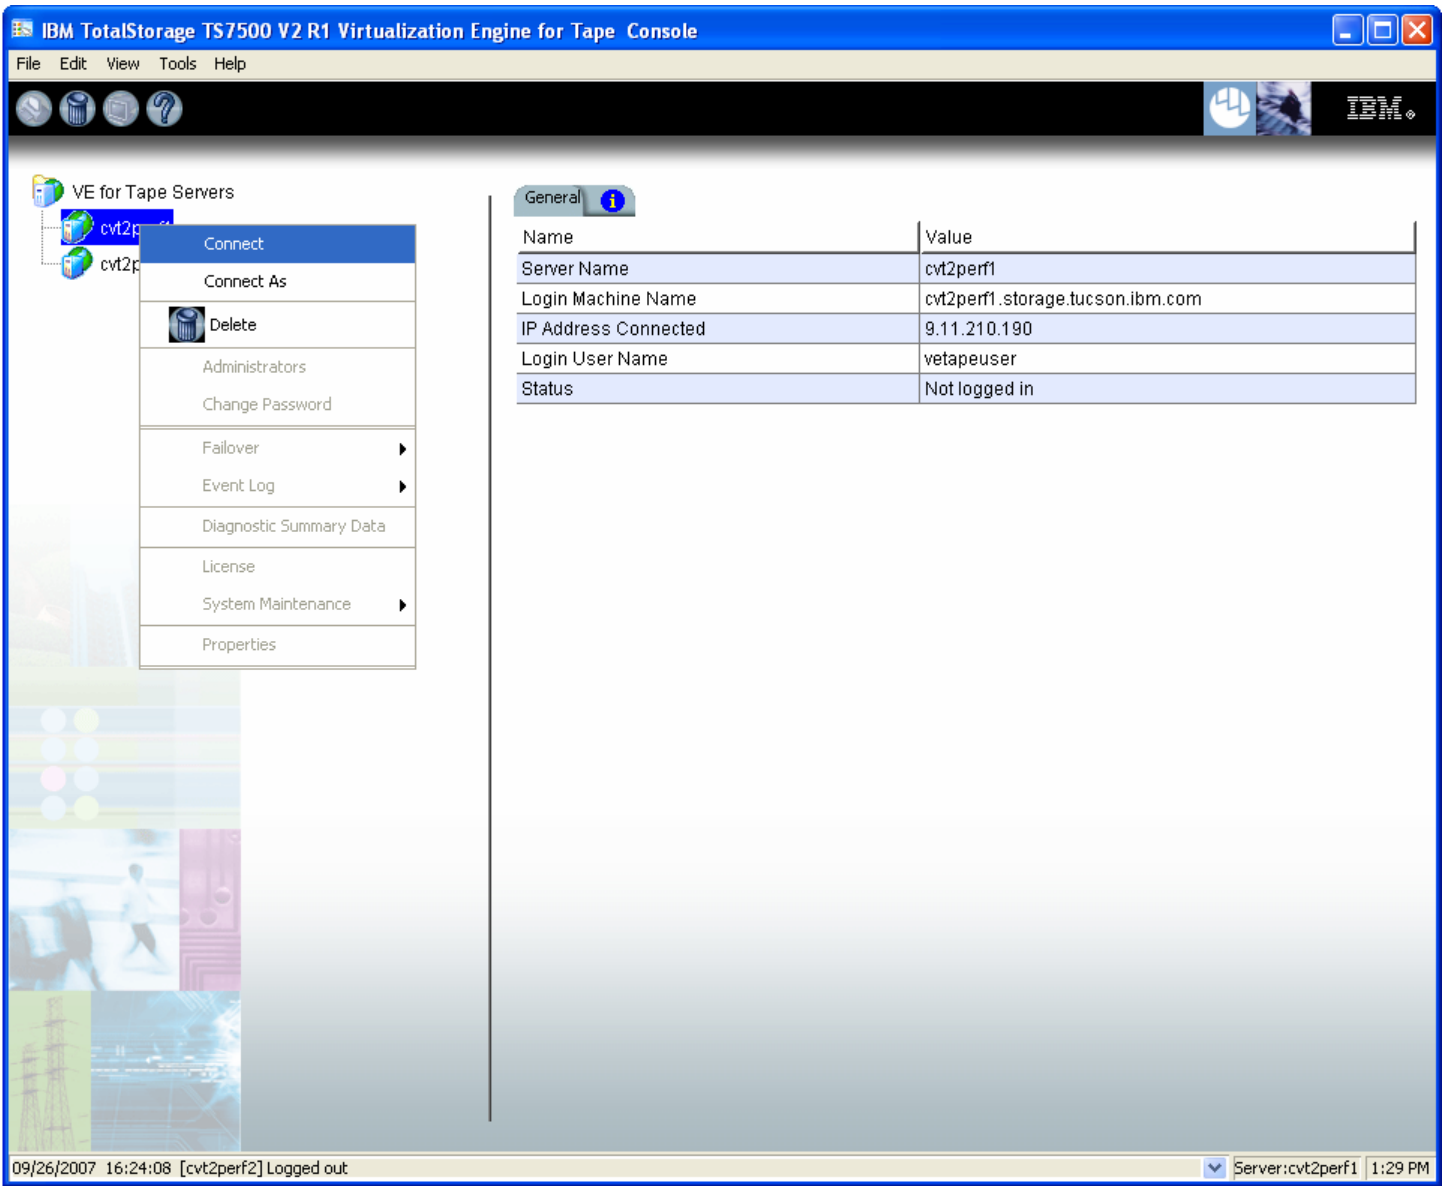 IBM TotalStorage TS7500 V2 R1 Virtualization Engine for Tape Console
File Edit View Tools Help
IBM
VE for Tape Servers
General
Name Value
Server Name cvt2perf1
Login Machine Name cvt2perf1.storage.tucson.ibm.com
IP Address Connected 9.11.210.190
Login User Name vetapeuser
Status Not logged in
Connect
Connect As
Delete
Administrators
Change Password
Failover
Event Log
Diagnostic Summary Data
License
System Maintenance
Properties
09/26/2007 16:24:08 [cvt2perf2] Logged out
Server:cvt2perf1 1:29 PM